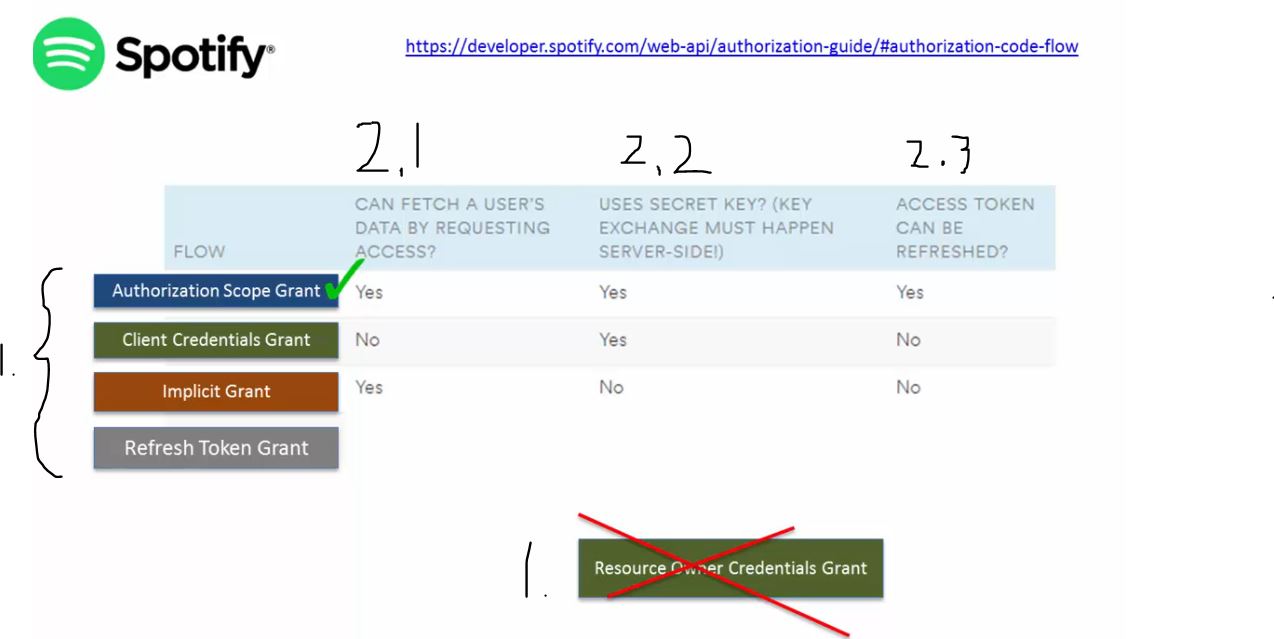 Spotify®
https://developer.spotify.com/web-api/authorization-guide/#authorization-code-flow
2.1 2.2 2.3
CAN FETCH A USER'S USES SECRET KEY? (KEY ACCESS TOKEN
DATA BY REQUESTING EXCHANGE MUST HAPPEN CAN BE
FLOW ACCESS? SERVER-SIDE!) REFRESHED?
Authorization Scope Grant Yes Yes Yes
Client Credentials Grant No Yes No
1.
Implicit Grant Yes No No
Refresh Token Grant
1. Resource Owner Credentials Grant